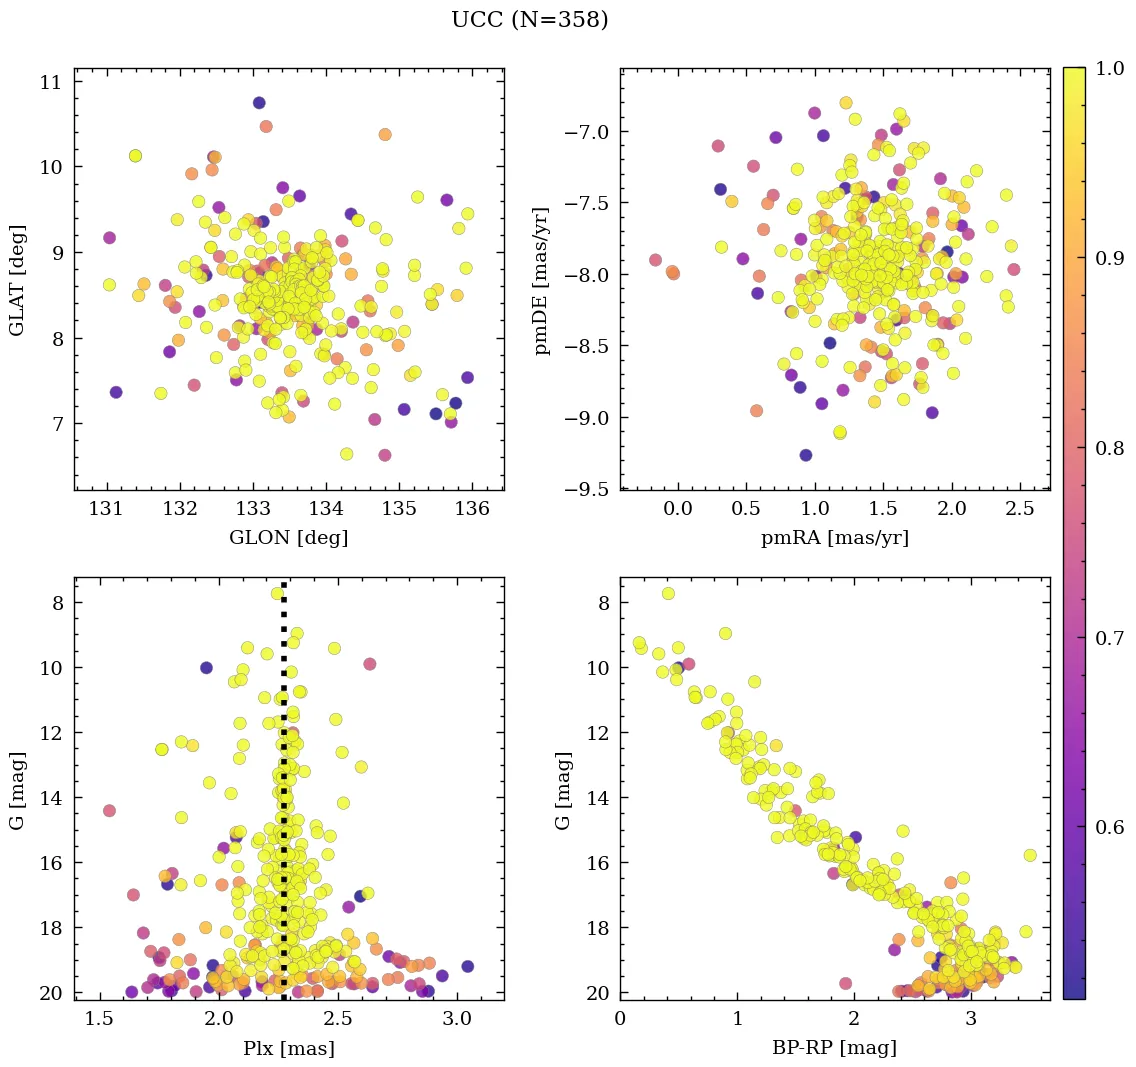 UCC (N=358)
11
10
9
8
7
GLAT [deg]
131 132 133 134 135 136
GLON [deg]
−7.0
−7.5
−8.0
−8.5
−9.0
−9.5
pmDE [mas/yr]
0.0 0.5 1.0 1.5 2.0 2.5
pmRA [mas/yr]
1.0
0.9
0.8
0.7
0.6
8
10
12
14
16
18
20
G [mag]
1.5 2.0 2.5 3.0
Plx [mas]
8
10
12
14
16
18
20
G [mag]
0 1 2 3
BP-RP [mag]